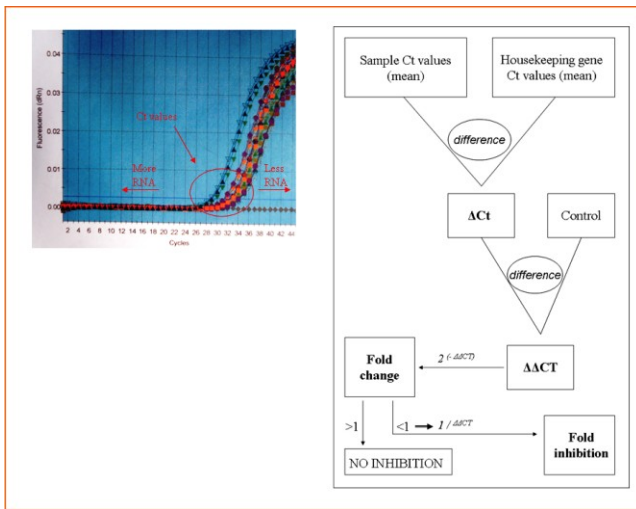 0.04
0.03
0.02
0.01
0.00
Fluorescence (dRn)
Ct values
More
RNA
Less
RNA
2 4 6 8 10 12 14 16 18 20 22 24 26 28 30 32 34 36 38 40 42 44
Cycles
Sample Ct values
(mean)
Housekeeping gene
Ct values (mean)
difference
ΔCt
Control
difference
Fold
change
2 (- ΔΔCT)
ΔΔCT
>1
<1
1 / ΔΔCT
Fold
inhibition
NO INHIBITION